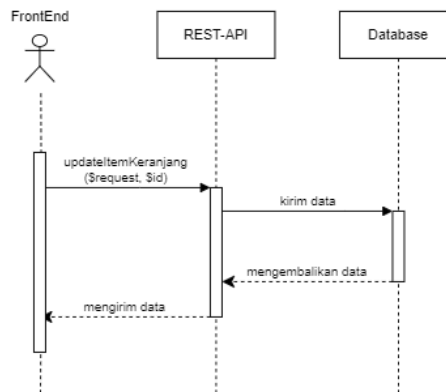 FrontEnd
REST-API
Database
updateItemKeranjang
($request, $id)
kirim data
mengembalikan data
mengirim data